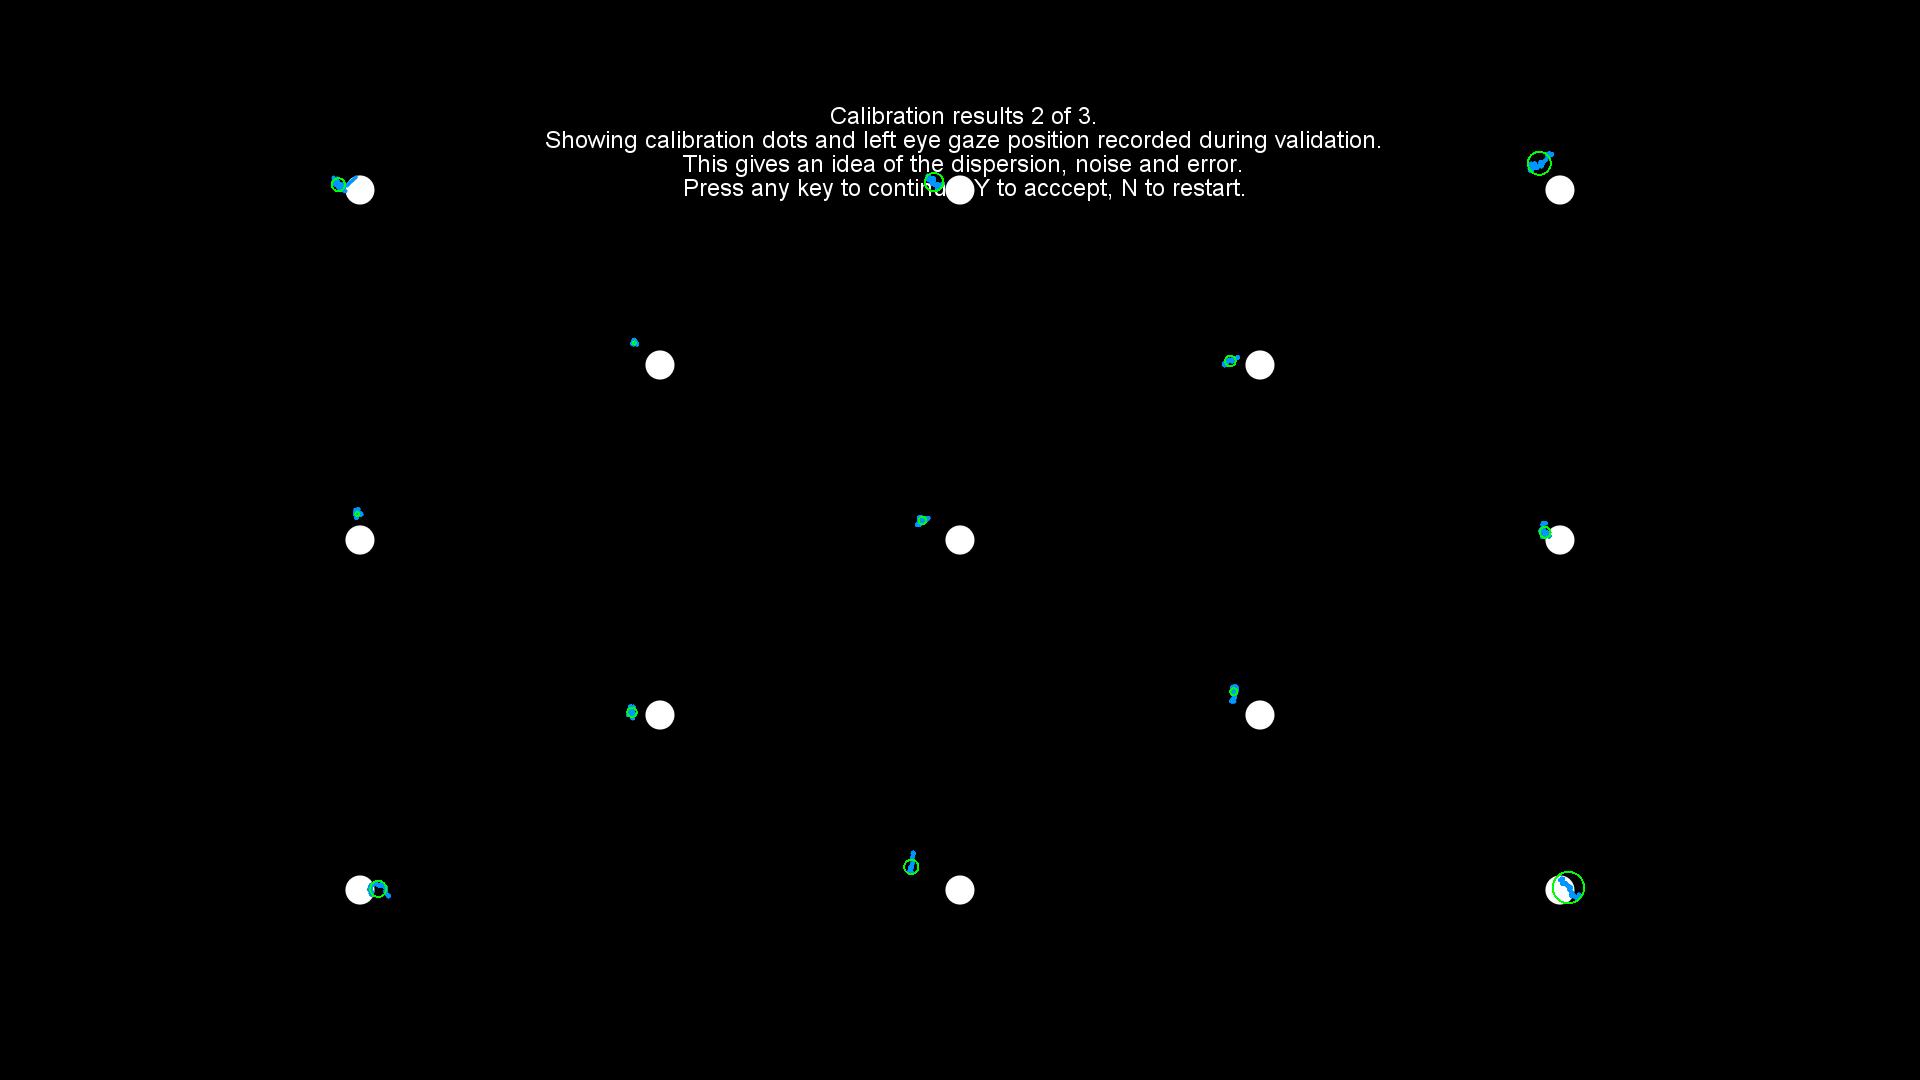 Calibration results 2 of 3.
Showing calibration dots and left eye gaze position recorded during validation.
This gives an idea of the dispersion, noise and error.
Press any key to contin Y to acccept, N to restart.